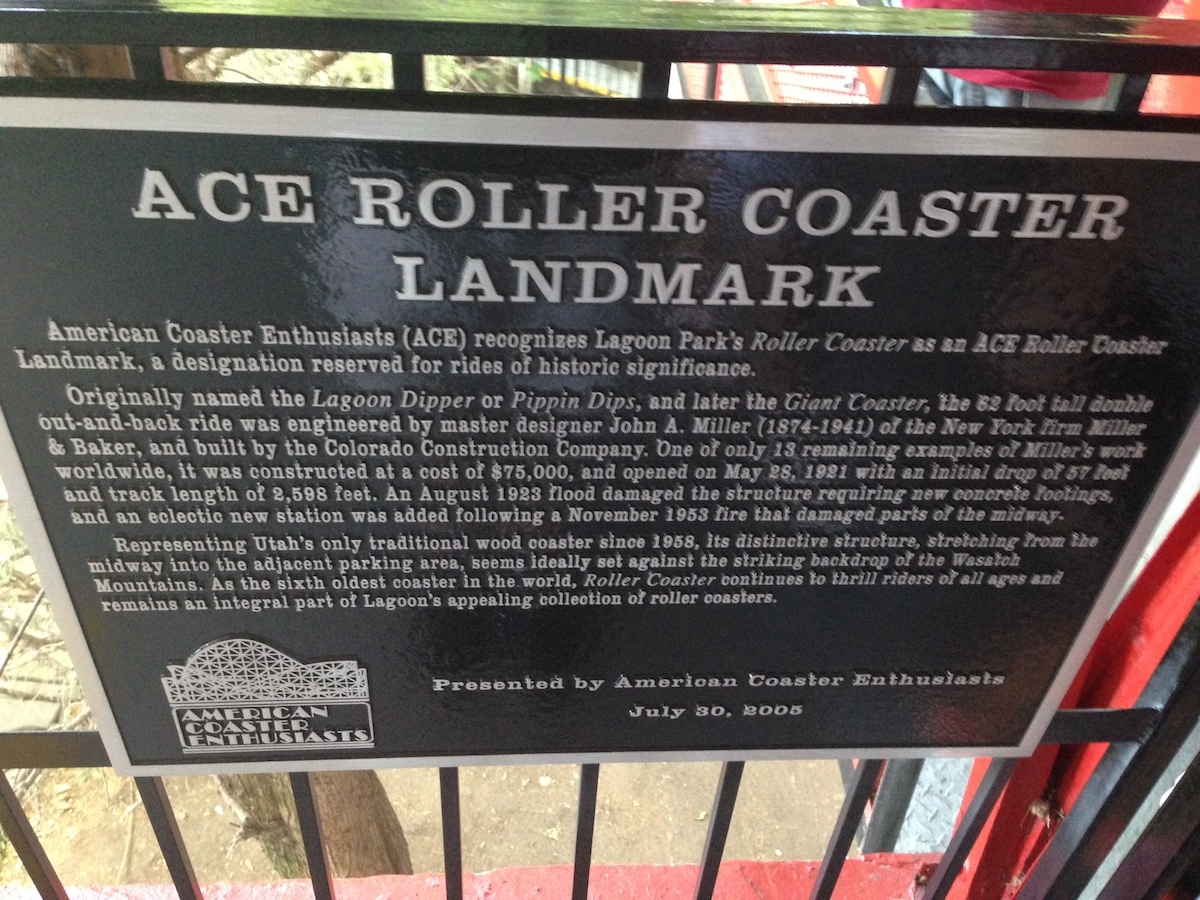 ACE ROLLER COASTER
LANDMARK
American Coaster Enthusiasts (ACE) recognizes Lagoon Park's Roller Coaster as an ACE Roller Coaster
Landmark, a designation reserved for rides of historic significance.
Originally named the Lagoon Dipper or Pippin Dips, and later the Giant Coaster, the 62 foot tall double
out-and-back ride was engineered by master designer John A. Miller (1874-1941) of the New York firm Miller
& Baker, and built by the Colorado Construction Company. One of only 13 remaining examples of Miller's work
worldwide, it was constructed at a cost of $75,000, and opened on May 28, 1921 with an initial drop of 57 feet
and track length of 2,598 feet. An August 1923 flood damaged the structure requiring new concrete footings,
and an eclectic new station was added following a November 1953 fire that damaged parts of the midway.
Representing Utah's only traditional wood coaster since 1958, its distinctive structure, stretching from the
midway into the adjacent parking area, seems ideally set against the striking backdrop of the Wasatch
Mountains. As the sixth oldest coaster in the world, Roller Coaster continues to thrill riders of all ages and
remains an integral part of Lagoon's appealing collection of roller coasters.
Presented by American Coaster Enthusiasts
July 30, 2005
AMERICAN
COASTER
ENTHUSIASTS